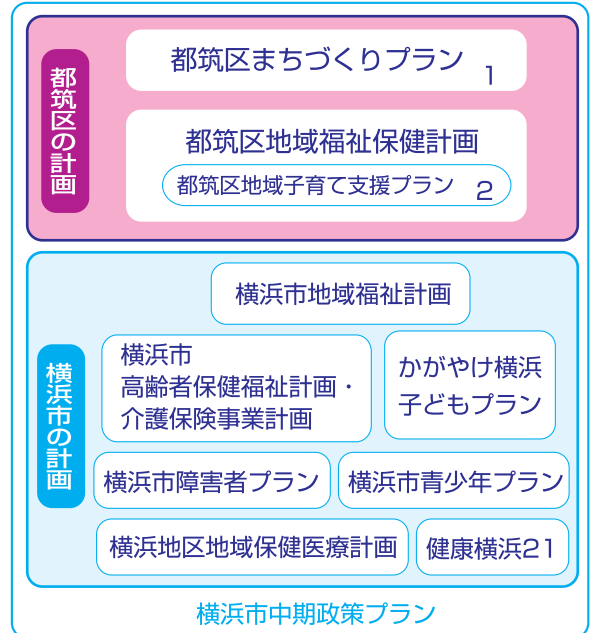 都筑区の計画
都筑区まちづくりプラン 1
都筑区地域福祉保健計画
都筑区地域子育て支援プラン 2
横浜市の計画
横浜市地域福祉計画
横浜市
高齢者保健福祉計画・
介護保険事業計画
かがやけ横浜
子どもプラン
横浜市障害者プラン
横浜市青少年プラン
横浜地区地域保健医療計画
健康横浜21
横浜市中期政策プラン